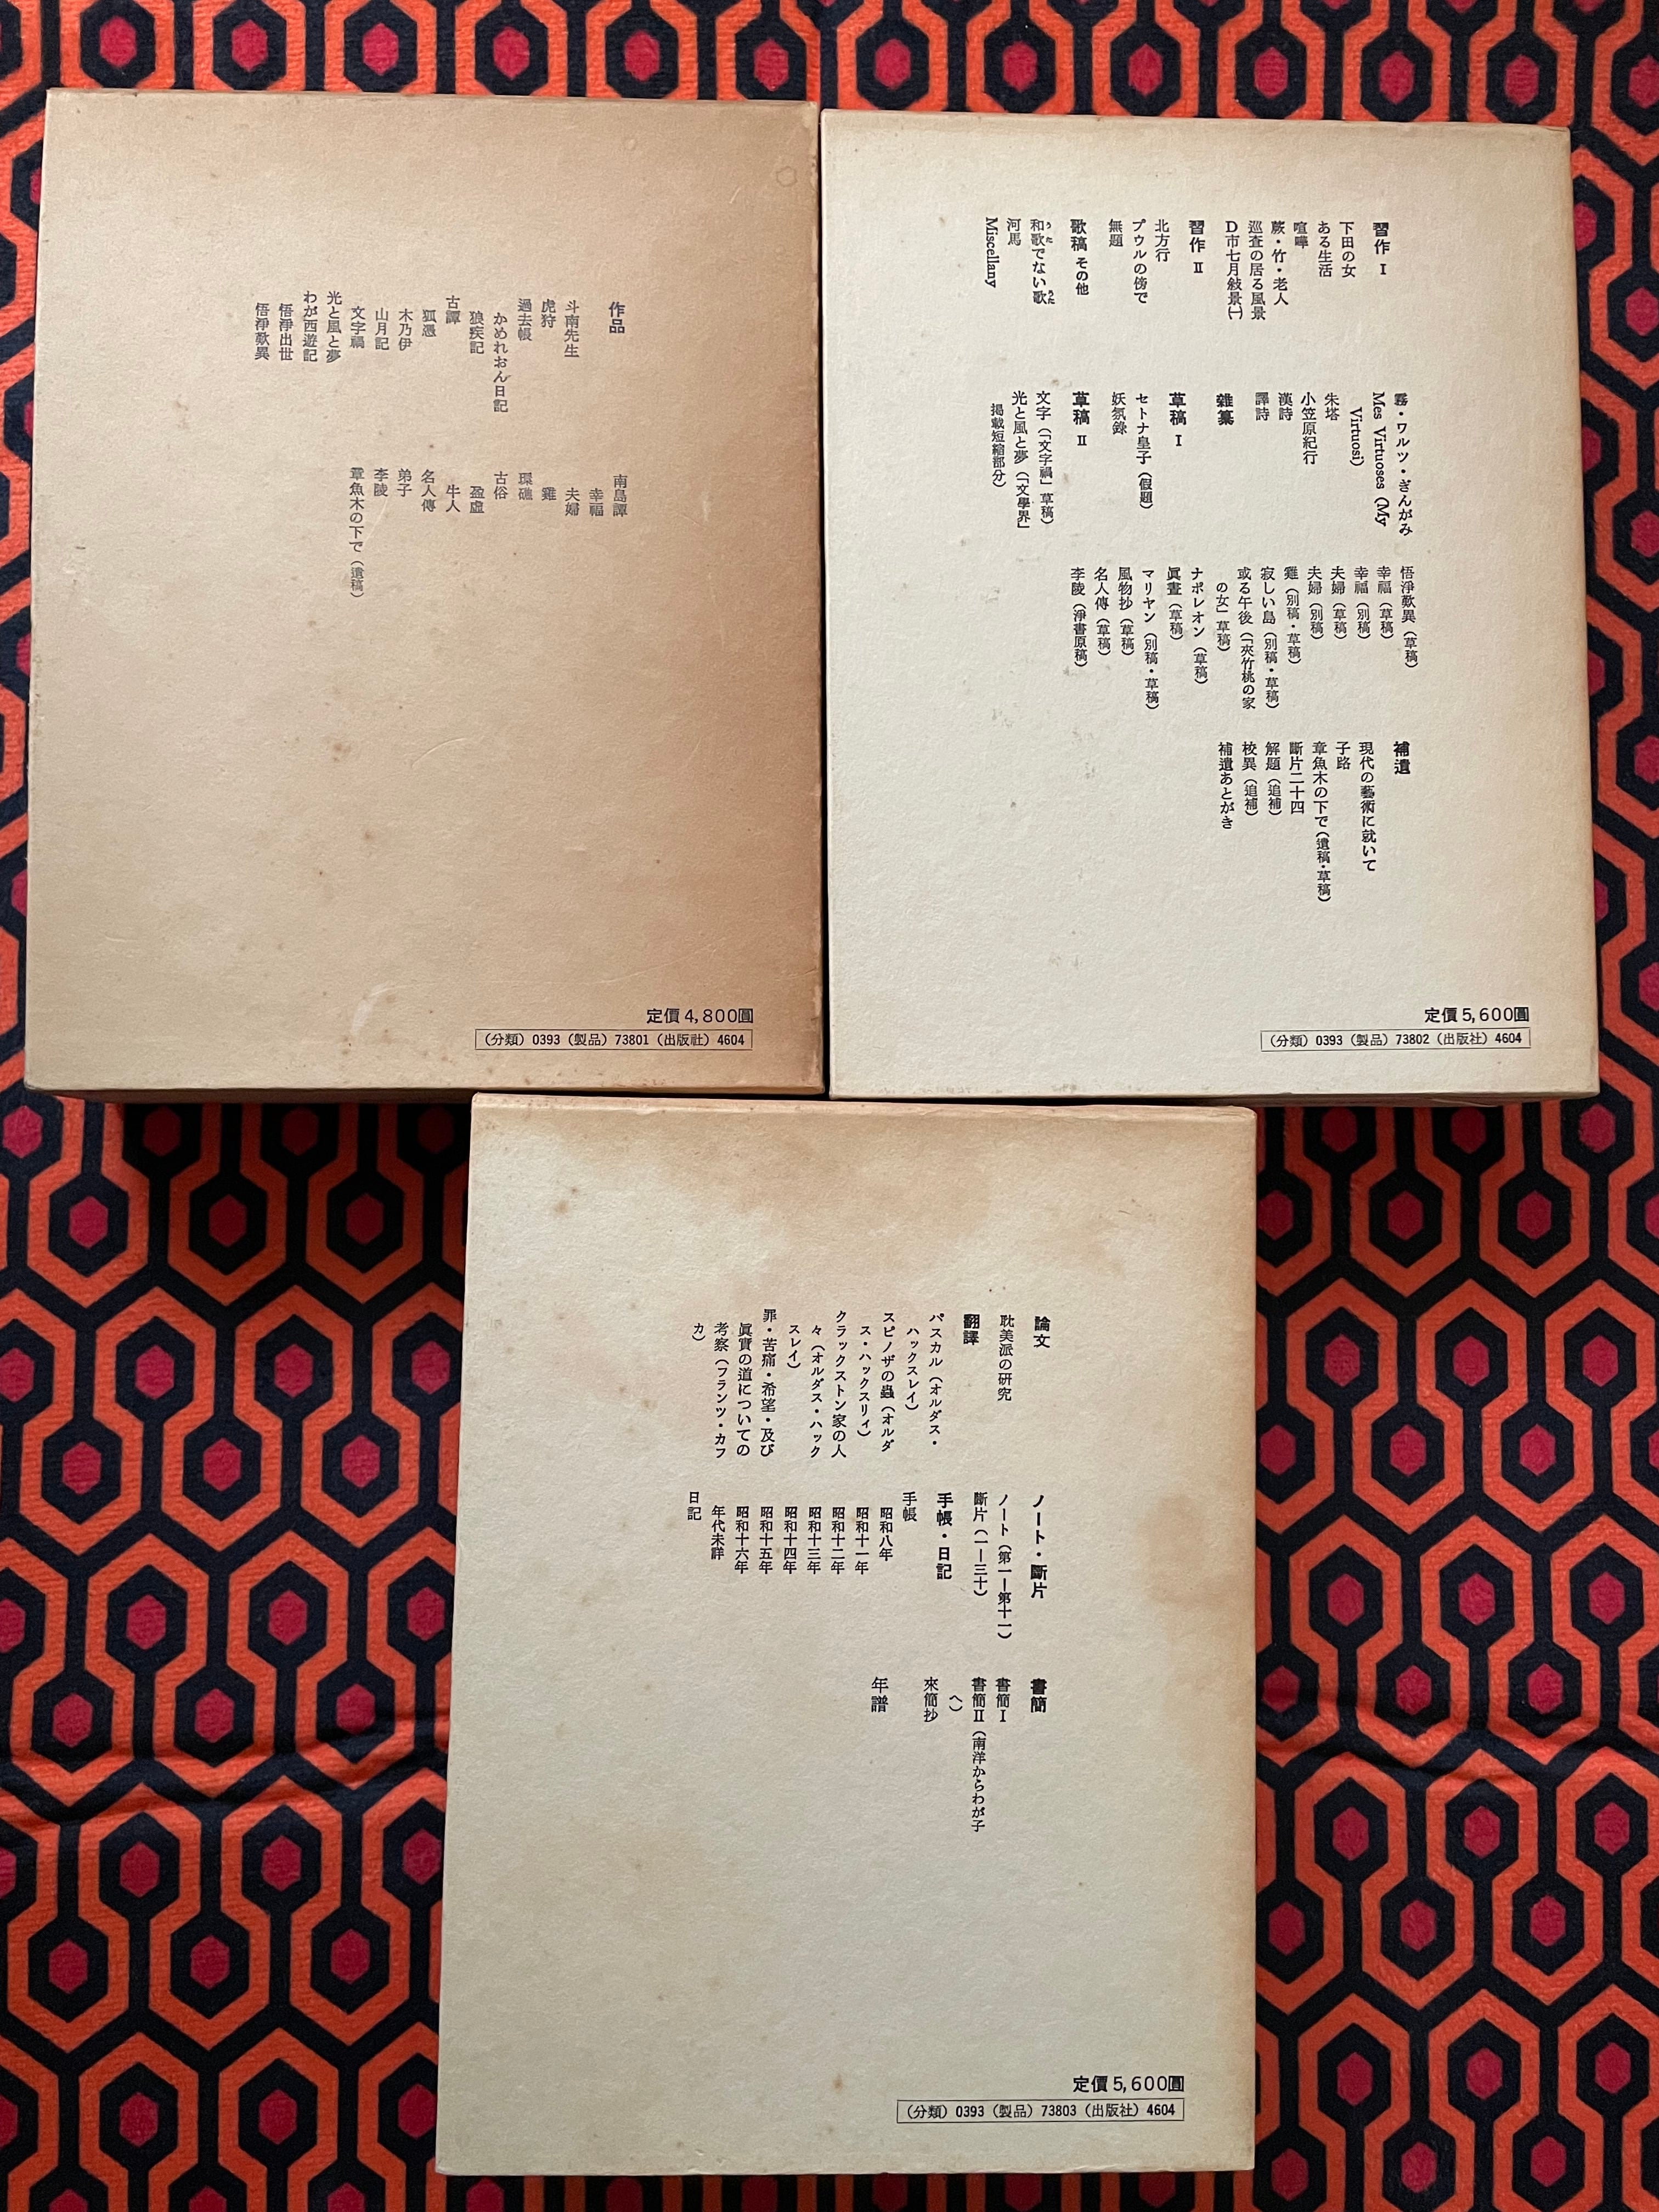 作品
斗南先生
虎狩
過去帳
かめれおん日記
狼疾記
古譚
狐憑
木乃伊
山月記
文字禍
光と風と夢
わが西遊記
悟淨出世
悟淨歎異
南島譚
幸福
夫婦
雞
環礁
古俗
盈虛
牛人
名人傳
弟子
李陵
章魚木の下で（遺稿）
定價4,800圓
（分類）0393（製品）73801（出版社）4604
習作 Ⅰ
下田の女
ある生活
喧嘩
蕨・竹・老人
巡査の居る風景
D市七月敍景㈠
習作 Ⅱ
北方行
プウルの傍で
無題
歌稿 その他
和歌でない歌
うた
うた
河馬
Miscellany
霧・ワルツ・ぎんがみ
Mes Virtuoses (My
Virtuosi)
朱塔
小笠原紀行
漢詩
譯詩
雜纂
草稿 Ⅰ
セトナ皇子（假題）
妖氛錄
草稿 Ⅱ
文字（「文字禍」草稿）
光と風と夢（「文學界」
掲載短縮部分）
悟淨歎異（草稿）
幸福（草稿）
幸福（別稿）
夫婦（草稿）
夫婦（別稿）
雞（別稿・草稿）
寂しい島（別稿・草稿）
或る午後（「夾竹桃の家
の女」草稿）
ナポレオン（草稿）
眞晝（草稿）
マリヤン（別稿・草稿）
風物抄（草稿）
名人傳（草稿）
李陵（淨書原稿）
補遺
現代の藝術に就いて
子路
章魚木の下で（遺稿・草稿）
斷片二十四
解題（追補）
校異（追補）
補遺あとがき
定價5,600圓
（分類）0393（製品）73802（出版社）4604
論文
耽美派の研究
翻譯
パスカル（オルダス・
ハックスレイ）
スピノザの蟲（オルダ
ス・ハックスリィ）
クラックストン家の人
々（オルダス・ハック
スレイ）
罪・苦痛・希望・及び
眞實の道についての
考察（フランツ・カフ
カ）
ノート・斷片
ノート（第一―第十一）
斷片（一―三十）
手帳・日記
手帳
昭和八年
昭和十一年
昭和十二年
昭和十三年
昭和十四年
昭和十五年
昭和十六年
年代未詳
日記
書簡
書簡Ⅰ
書簡Ⅱ（南洋からわが子
へ）
來簡抄
年譜
定價5,600圓
（分類）0393（製品）73803（出版社）4604